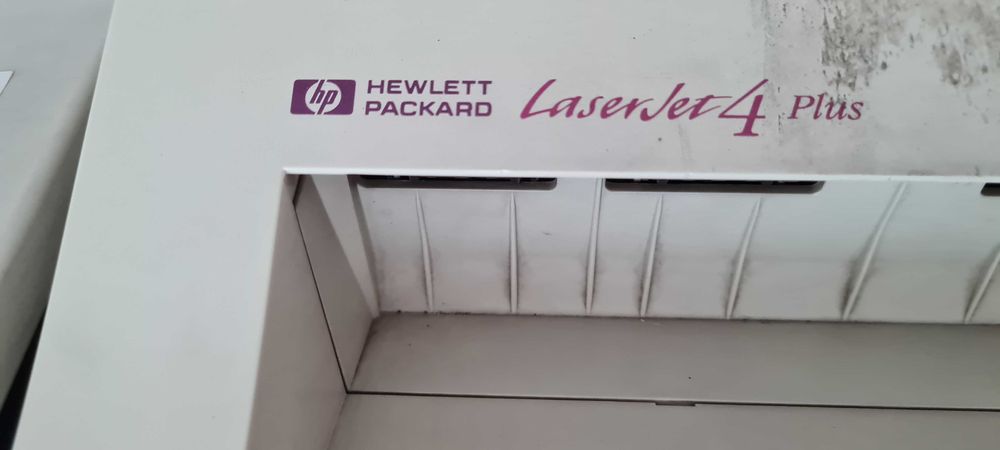 hp HEWLETT
PACKARD
LaserJet 4 Plus